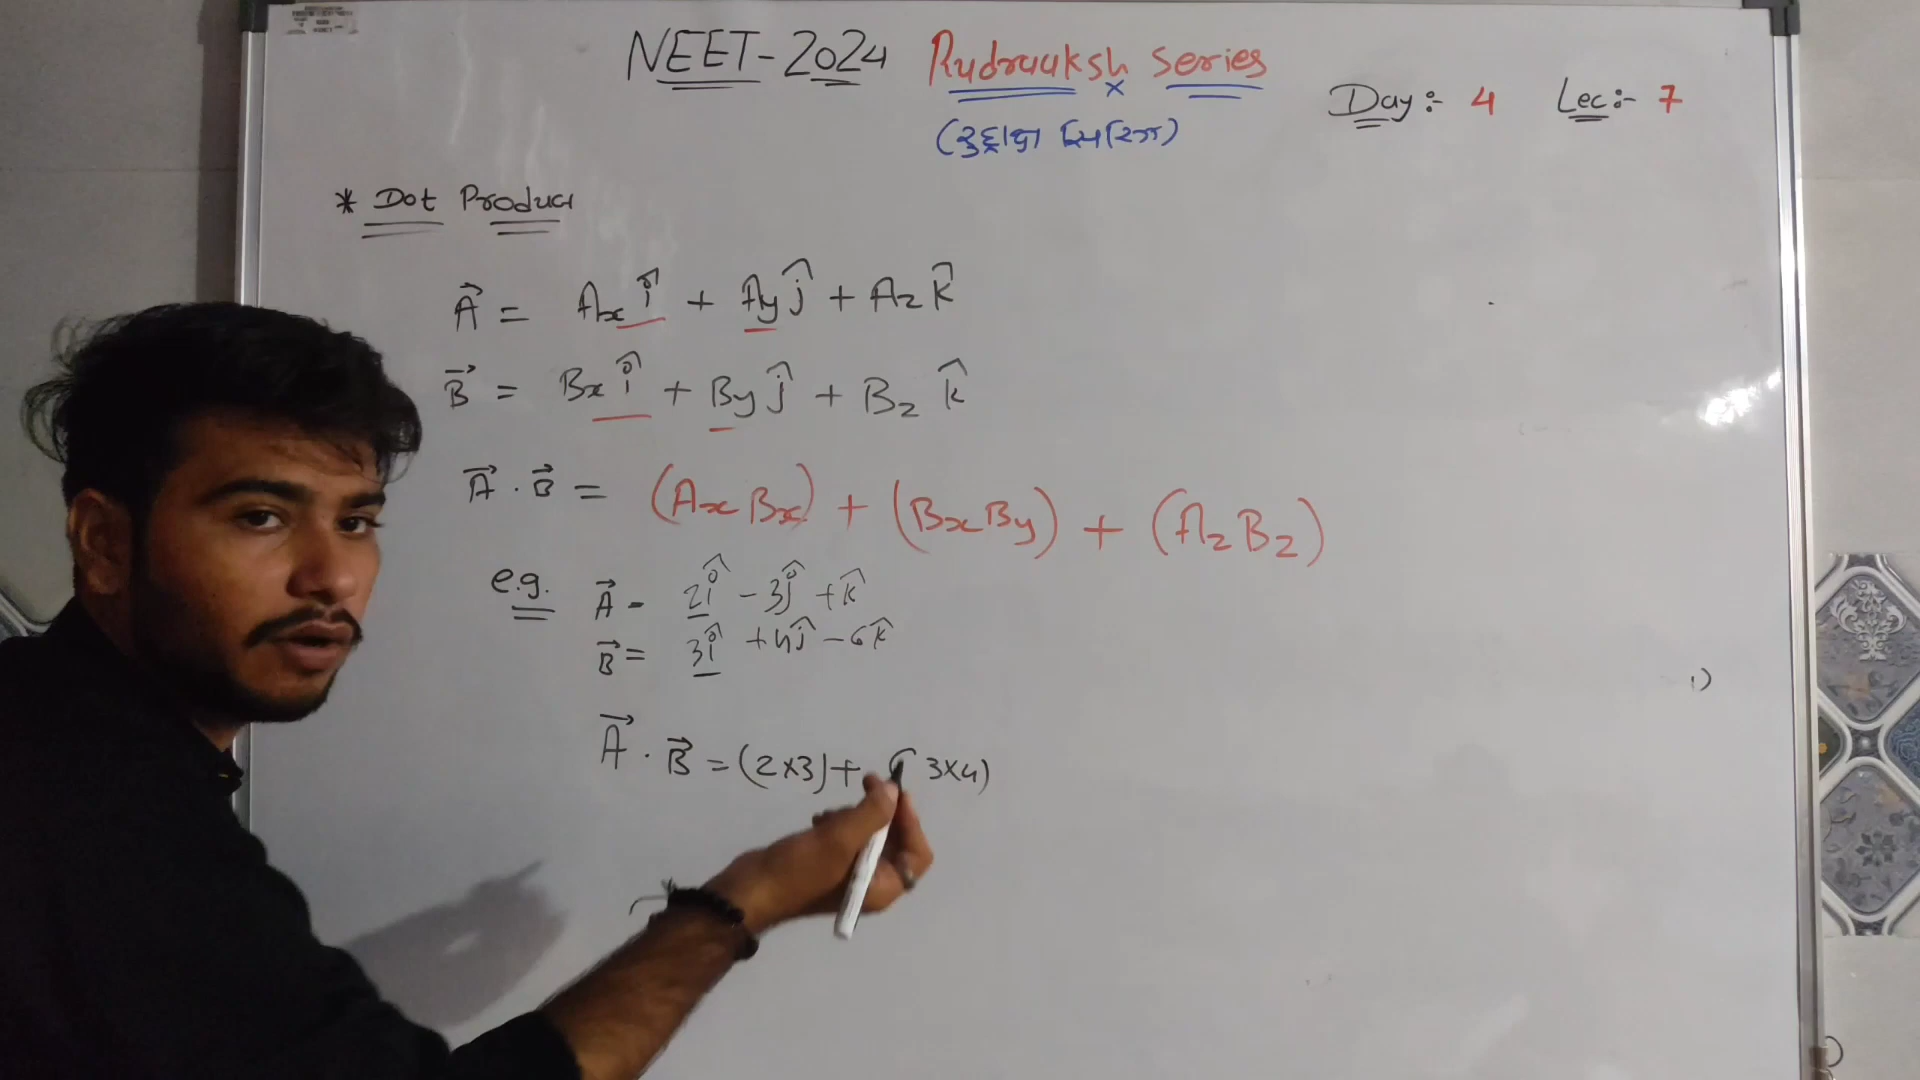 NEET-2024 Rudraaksh Series
Day:- 4 Lec:- 7
(रुद्राक्ष सिरिज)
* Dot Product
A⃗ = Ax î + Ay ĵ + Az k̂
B⃗ = Bx î + By ĵ + Bz k̂
A⃗ . B⃗ = (Ax Bx) + (Bx By) + (Az Bz)
e.g. A⃗ = 2î - 3ĵ + k̂
B⃗ = 3î + 4ĵ - 6k̂
1)
A⃗ . B⃗ = (2×3) + ( 3×4)